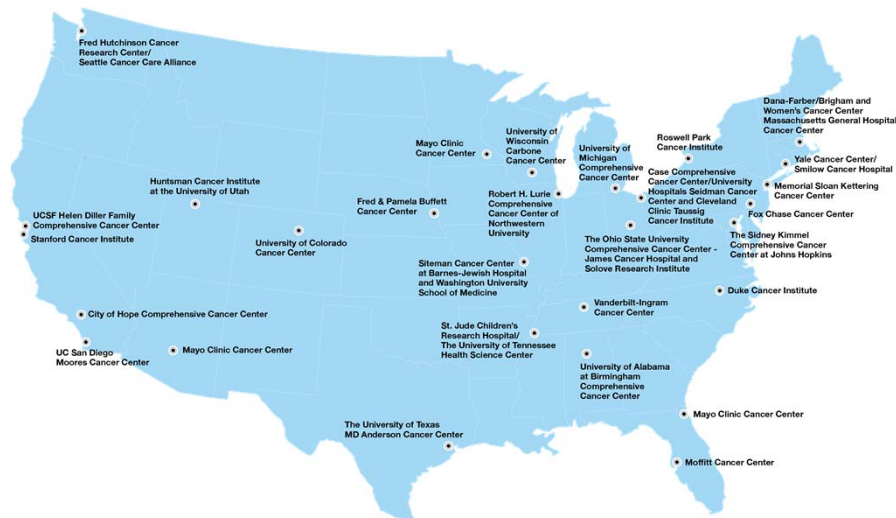 Fred Hutchinson Cancer
Research Center/
Seattle Cancer Care Alliance
Dana-Farber/Brigham and
Women's Cancer Center
Massachusetts General Hospital
Cancer Center
University of
Wisconsin
Carbone
Cancer Center
Mayo Clinic
Cancer Center
University of
Michigan
Comprehensive
Cancer Center
Roswell Park
Cancer Institute
Yale Cancer Center/
Smilow Cancer Hospital
Case Comprehensive
Cancer Center/University
Hospitals Seidman Cancer
Center and Cleveland
Clinic Taussig
Cancer Institute
Memorial Sloan Kettering
Cancer Center
Huntsman Cancer Institute
at the University of Utah
Fred & Pamela Buffett
Cancer Center
Robert H. Lurie
Comprehensive
Cancer Center of
Northwestern
University
Fox Chase Cancer Center
UCSF Helen Diller Family
Comprehensive Cancer Center
Stanford Cancer Institute
University of Colorado
Cancer Center
The Ohio State University
Comprehensive Cancer Center -
James Cancer Hospital and
Solove Research Institute
The Sidney Kimmel
Comprehensive Cancer
Center at Johns Hopkins
Siteman Cancer Center
at Barnes-Jewish Hospital
and Washington University
School of Medicine
Duke Cancer Institute
Vanderbilt-Ingram
Cancer Center
City of Hope Comprehensive Cancer Center
St. Jude Children's
Research Hospital/
The University of Tennessee
Health Science Center
UC San Diego
Moores Cancer Center
Mayo Clinic Cancer Center
University of Alabama
at Birmingham
Comprehensive
Cancer Center
Mayo Clinic Cancer Center
The University of Texas
MD Anderson Cancer Center
Moffitt Cancer Center